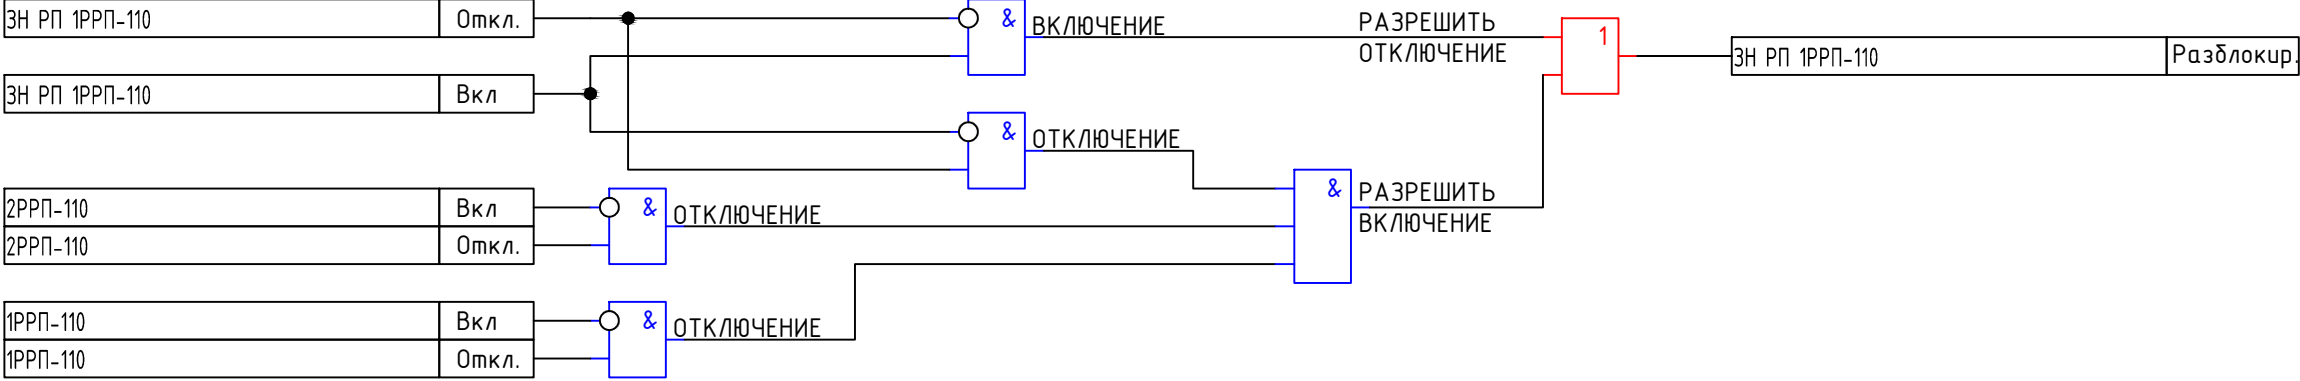 ЗН РП 1РРП-110 Откл. & ВКЛЮЧЕНИЕ РАЗРЕШИТЬ 1
ОТКЛЮЧЕНИЕ ЗН РП 1РРП-110 Разблокир.
ЗН РП 1РРП-110 Вкл
& ОТКЛЮЧЕНИЕ
2РРП-110 Вкл & ОТКЛЮЧЕНИЕ & РАЗРЕШИТЬ
2РРП-110 Откл. ВКЛЮЧЕНИЕ
1РРП-110 Вкл & ОТКЛЮЧЕНИЕ
1РРП-110 Откл.